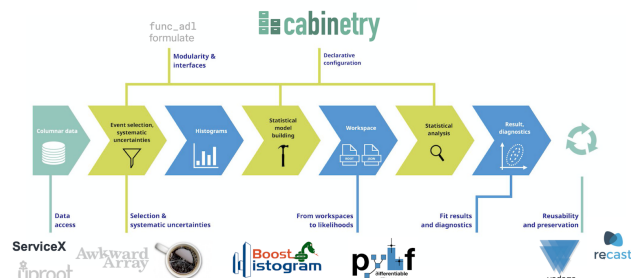 func_adl
formulate
cabinetry
Modularity &
interfaces
Declarative
configuration
Columnar data
Event selection,
systematic
uncertainties
Histograms
Statistical
model
building
Workspace
Statistical
analysis
Result,
diagnostics
Data
access
Selection &
systematic uncertainties
From workspaces
to likelihoods
Fit results
and diagnostics
Reusability
and preservation
ServiceX
uproot
Awkward
Array
Boost
Histogram
pyhf
differentiable
recast